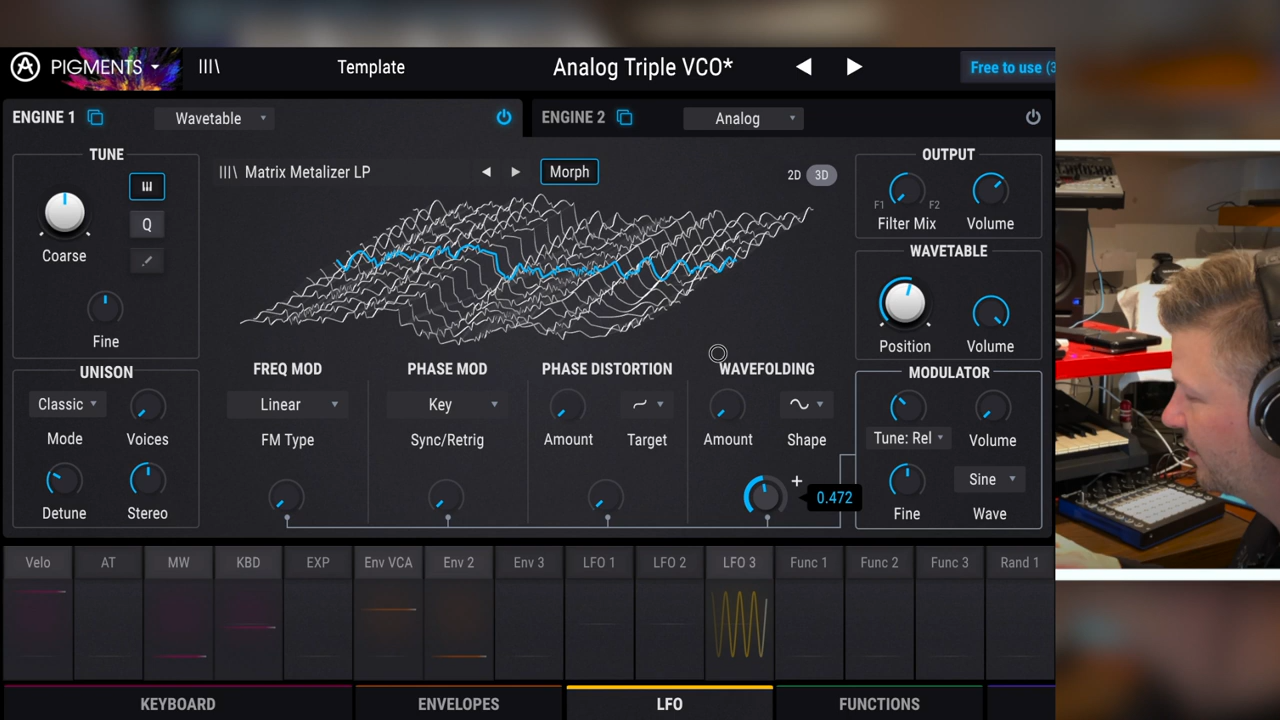 PIGMENTS
Template
Analog Triple VCO*
Free to use (3
ENGINE 1
Wavetable
ENGINE 2
Analog
TUNE
Coarse
Q
Fine
Matrix Metalizer LP
Morph
2D
3D
OUTPUT
F1
F2
Filter Mix
Volume
WAVETABLE
Position
Volume
UNISON
Classic
Mode
Voices
Detune
Stereo
FREQ MOD
Linear
FM Type
PHASE MOD
Key
Sync/Retrig
PHASE DISTORTION
Amount
Target
WAVEFOLDING
Amount
Shape
+
0.472
MODULATOR
Tune: Rel
Volume
Fine
Sine
Wave
Velo
AT
MW
KBD
EXP
Env VCA
Env 2
Env 3
LFO 1
LFO 2
LFO 3
Func 1
Func 2
Func 3
Rand 1
KEYBOARD
ENVELOPES
LFO
FUNCTIONS